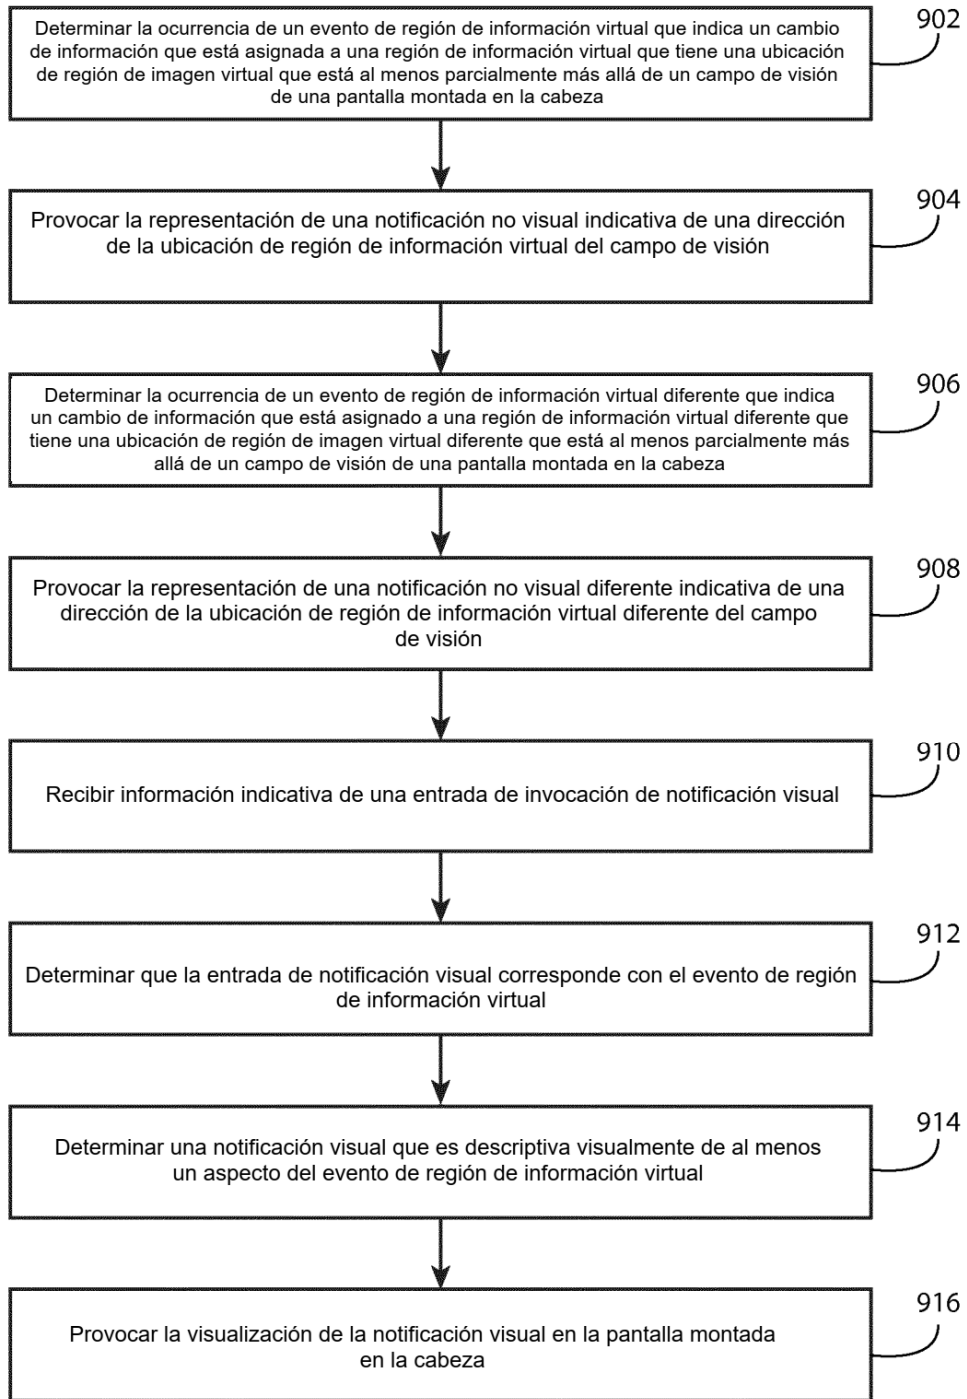 Determinar la ocurrencia de un evento de región de información virtual que indica un cambio
de información que está asignada a una región de información virtual que tiene una ubicación
de región de imagen virtual que está al menos parcialmente más allá de un campo de visión
de una pantalla montada en la cabeza
902
Provocar la representación de una notificación no visual indicativa de una dirección
de la ubicación de región de información virtual del campo de visión
904
Determinar la ocurrencia de un evento de región de información virtual diferente que indica
un cambio de información que está asignado a una región de información virtual diferente que
tiene una ubicación de región de imagen virtual diferente que está al menos parcialmente más
allá de un campo de visión de una pantalla montada en la cabeza
906
Provocar la representación de una notificación no visual diferente indicativa de una
dirección de la ubicación de región de información virtual diferente del campo
de visión
908
Recibir información indicativa de una entrada de invocación de notificación visual
910
Determinar que la entrada de notificación visual corresponde con el evento de región
de información virtual
912
Determinar una notificación visual que es descriptiva visualmente de al menos
un aspecto del evento de región de información virtual
914
Provocar la visualización de la notificación visual en la pantalla montada
en la cabeza
916